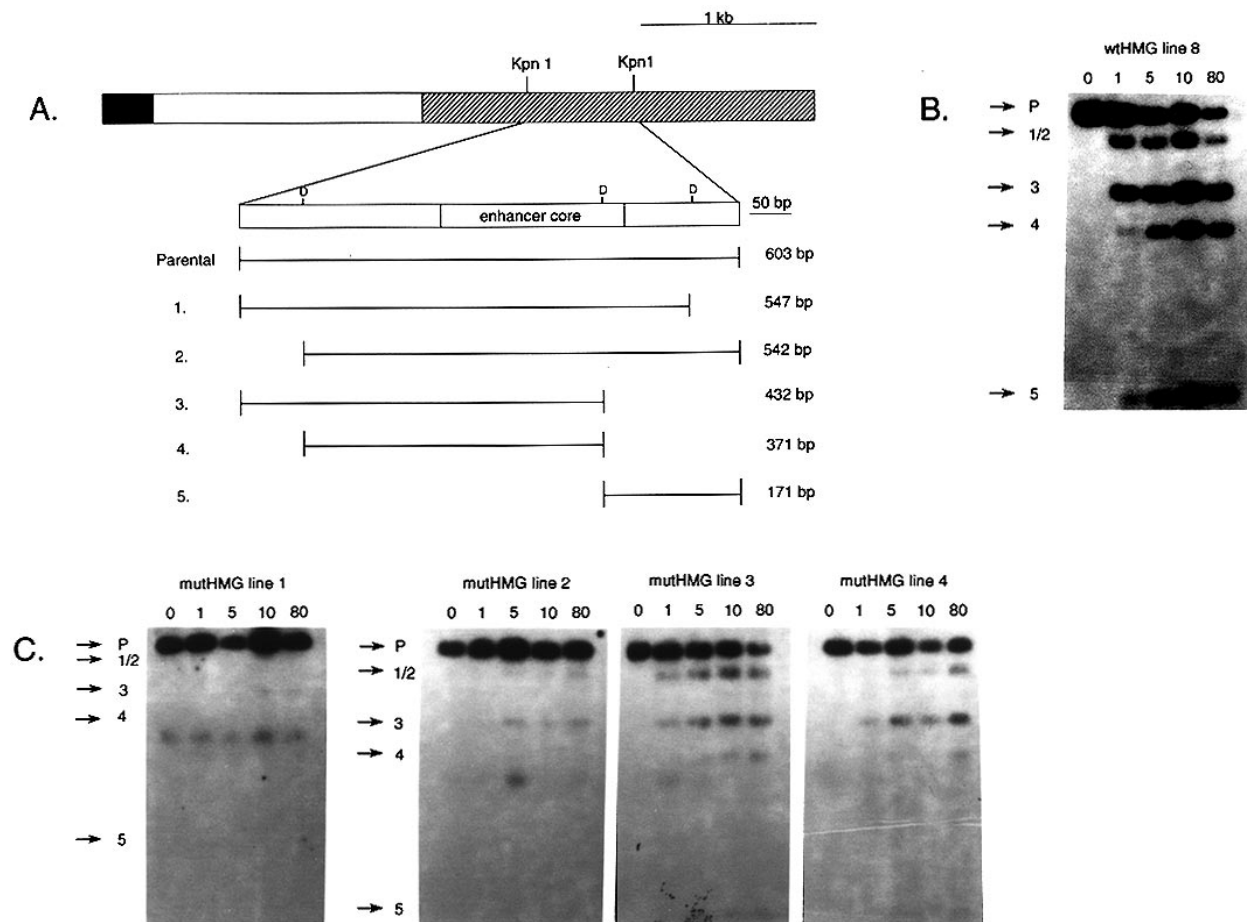 1 kb
A.
Kpn 1 Kpn1
D D D
enhancer core
50 bp
Parental 603 bp
1. 547 bp
2. 542 bp
3. 432 bp
4. 371 bp
5. 171 bp
B.
wtHMG line 8
0 1 5 10 80
P
1/2
3
4
5
C.
mutHMG line 1
0 1 5 10 80
P
1/2
3
4
5
mutHMG line 2
0 1 5 10 80
P
1/2
3
4
5
mutHMG line 3
0 1 5 10 80
mutHMG line 4
0 1 5 10 80